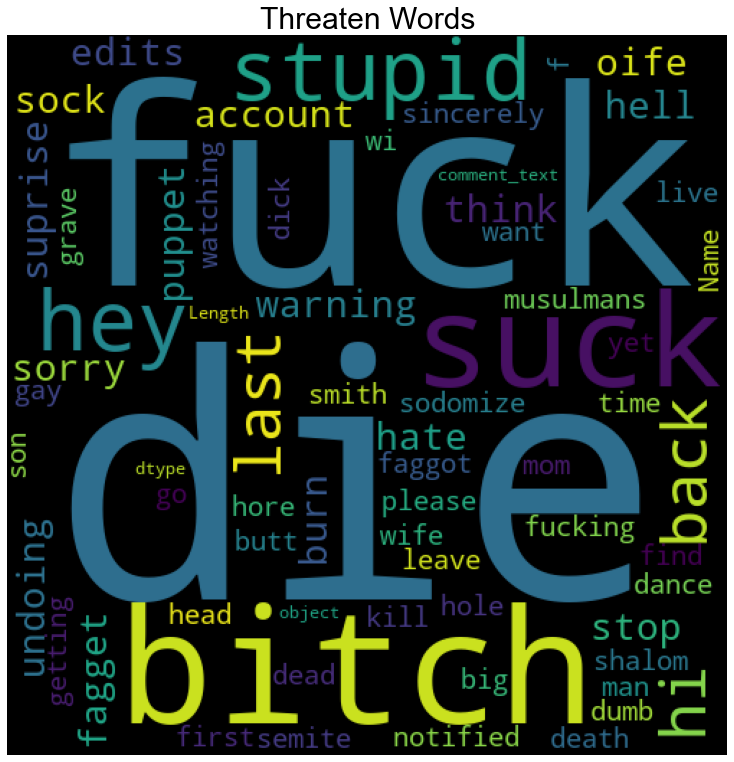 Threaten Words
edits
stupid
f
oife
sock
account
sincerely
hell
fuck
wi
suprise
grave
puppet
watching
dick
comment_text
think
want
live
Name
hey
Length
warning
musulmans
suck
yet
sorry
gay
last
smith
sodomize
time
back
die
son
dtype
go
hore
butt
burn
hate
faggot
mom
please
wife
leave
fucking
find
dance
undoing
getting
fagget
head
object
kill
hole
bitch
dead
big
stop
shalom
man
dumb
hi
first
semite
notified
death